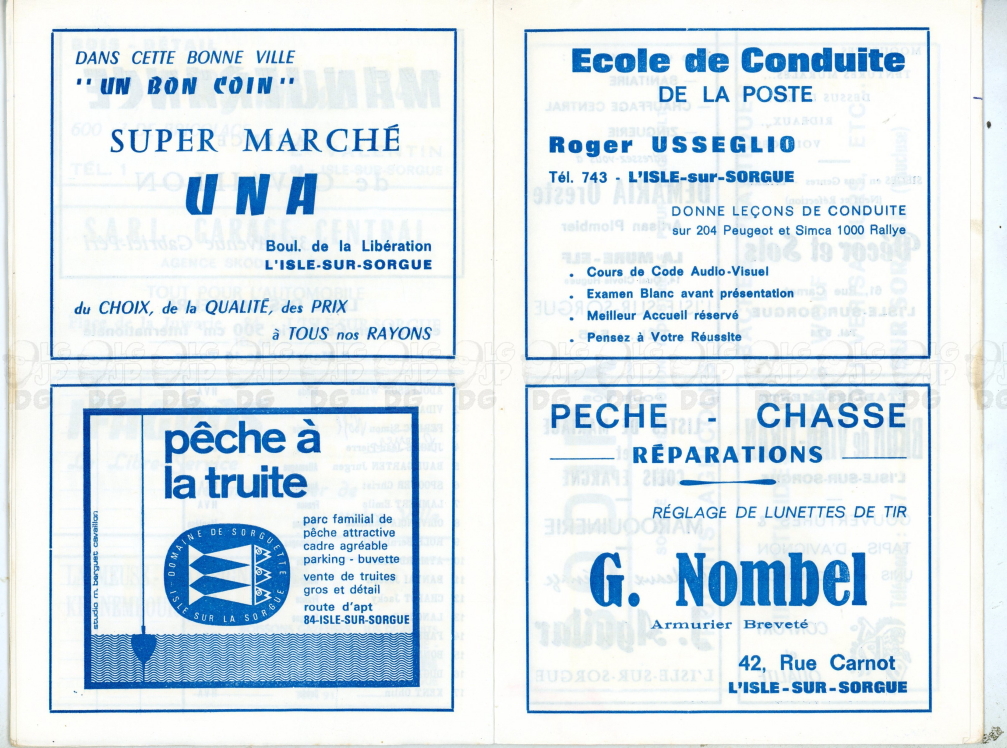 DANS CETTE BONNE VILLE
"UN BON COIN"
SUPER MARCHÉ
UNA
Boul. de la Libération
L'ISLE-SUR-SORGUE
du CHOIX, de la QUALITÉ, des PRIX
à TOUS nos RAYONS
pêche à
la truite
parc familial de
pêche attractive
cadre agréable
parking - buvette
vente de truites
gros et détail
route d'apt
84-ISLE-SUR-SORGUE
DOMAINE DE SORGUETTE
ISLE SUR LA SORGUE
studio m. berguet cavaillon
Ecole de Conduite
DE LA POSTE
Roger USSEGLIO
Tél. 743 - L'ISLE-sur-SORGUE
DONNE LEÇONS DE CONDUITE
sur 204 Peugeot et Simca 1000 Rallye
. Cours de Code Audio-Visuel
. Examen Blanc avant présentation
. Meilleur Accueil réservé
. Pensez à Votre Réussite
PECHE - CHASSE
RÉPARATIONS
RÉGLAGE DE LUNETTES DE TIR
G. Nombel
Armurier Breveté
42, Rue Carnot
L'ISLE-SUR-SORGUE